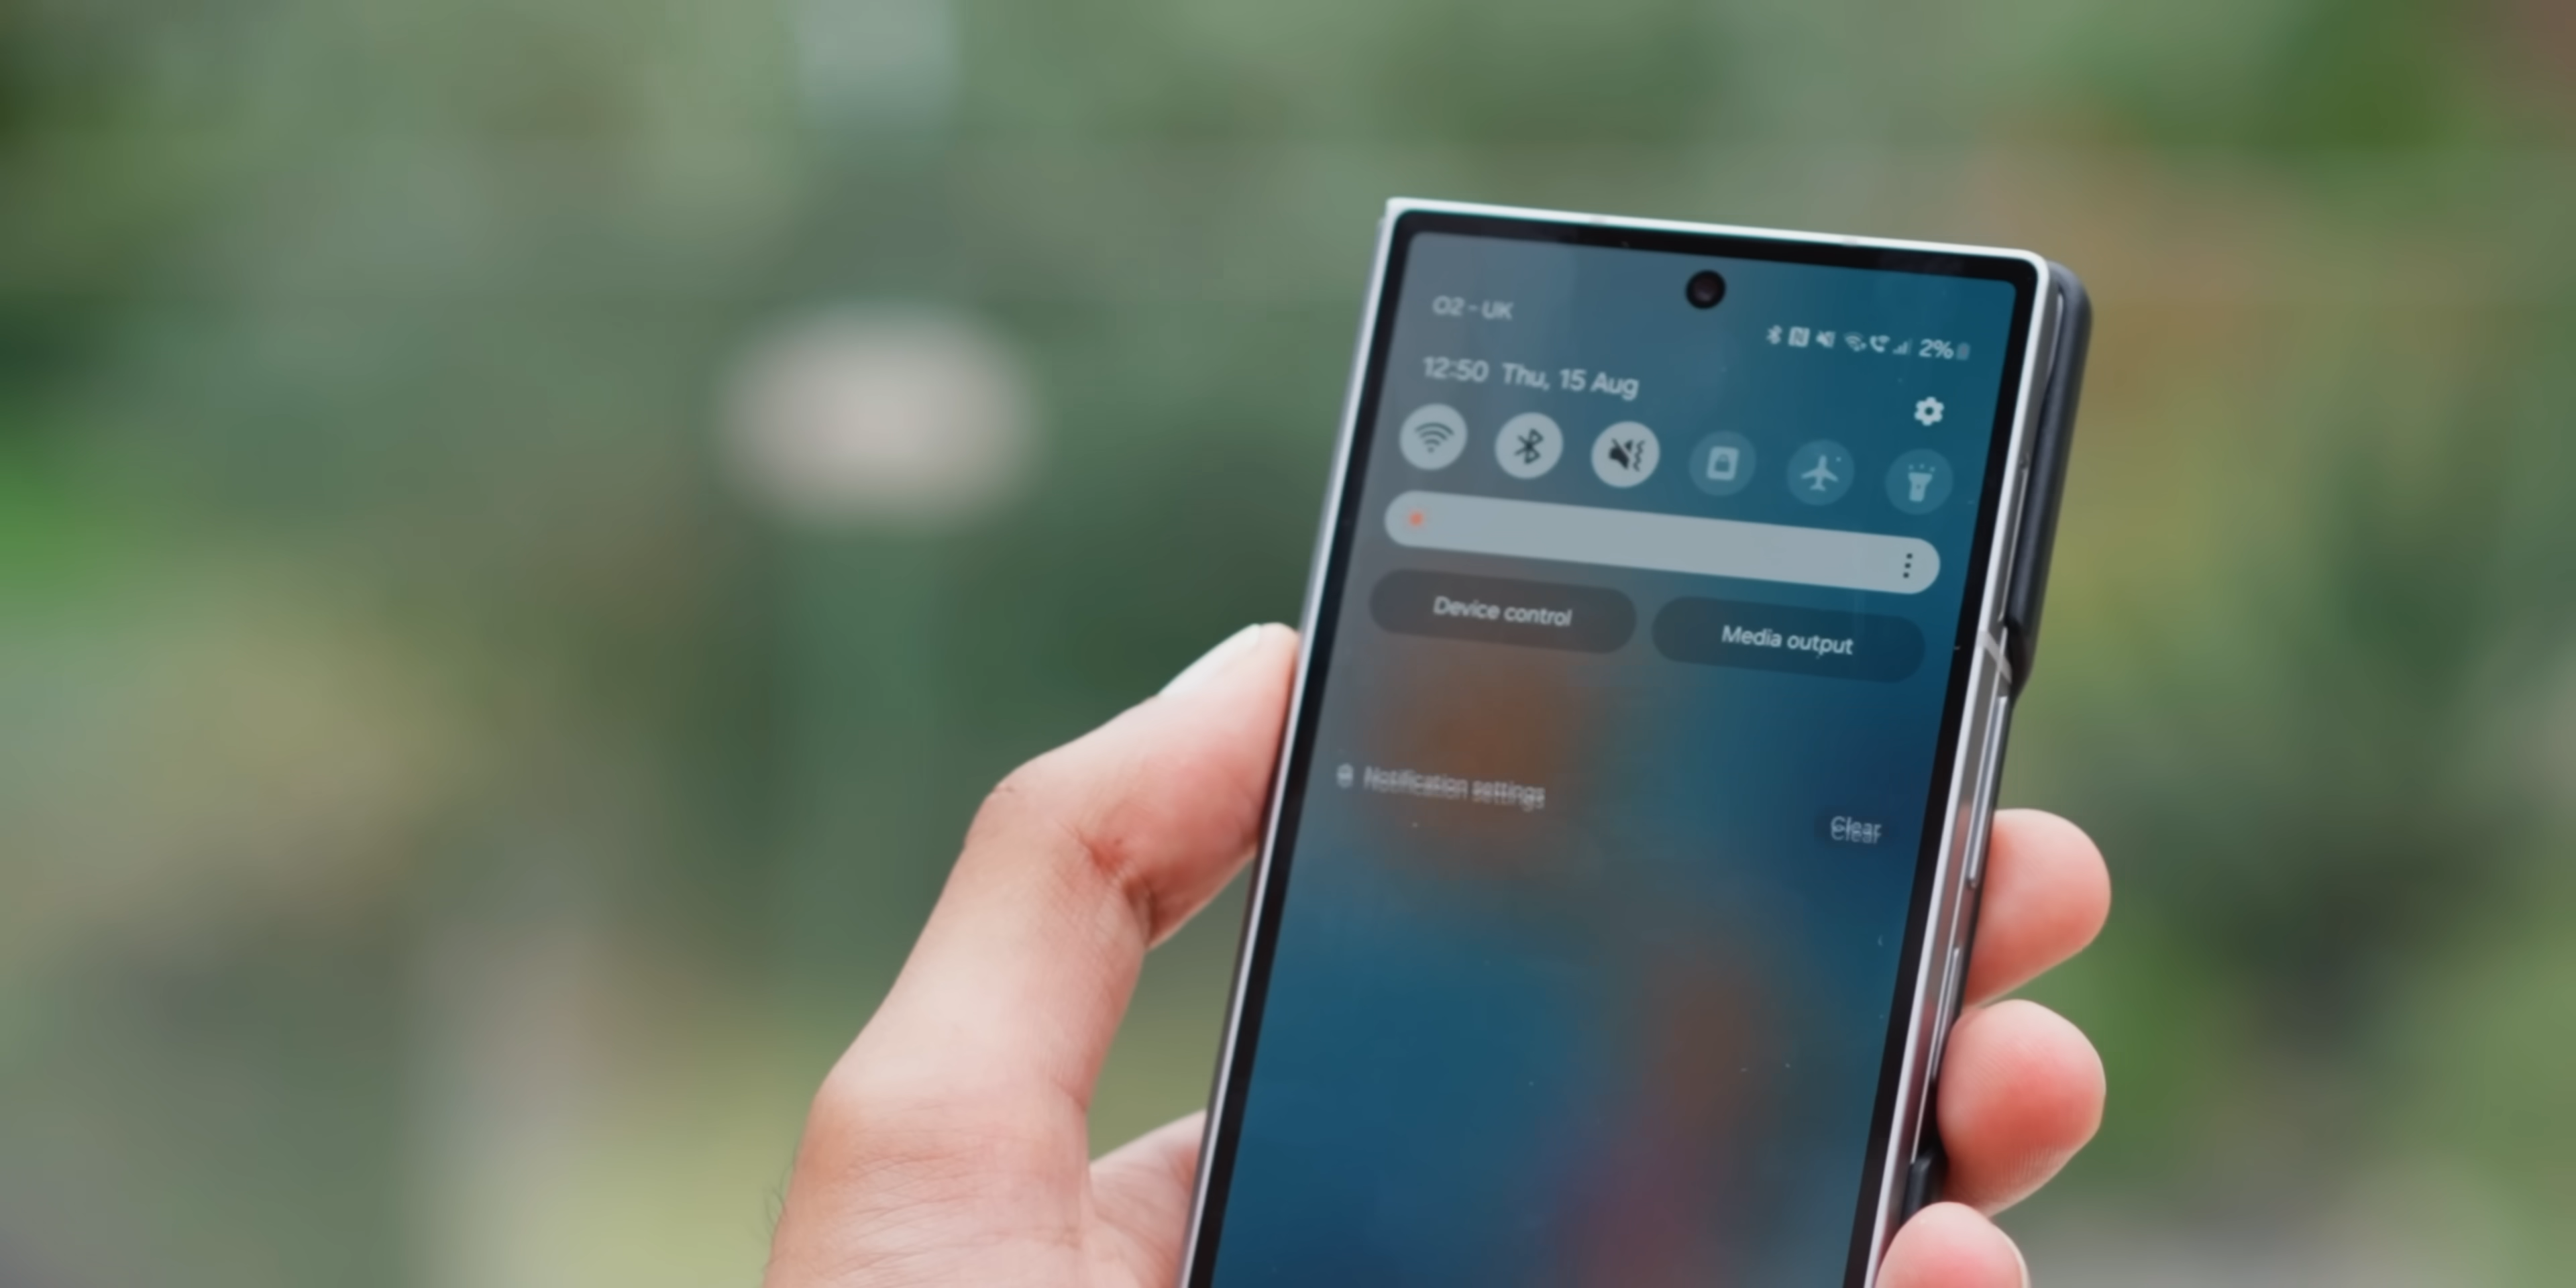 O2 - UK
2%
12:50 Thu, 15 Aug
Device control
Media output
Notification settings
Clear